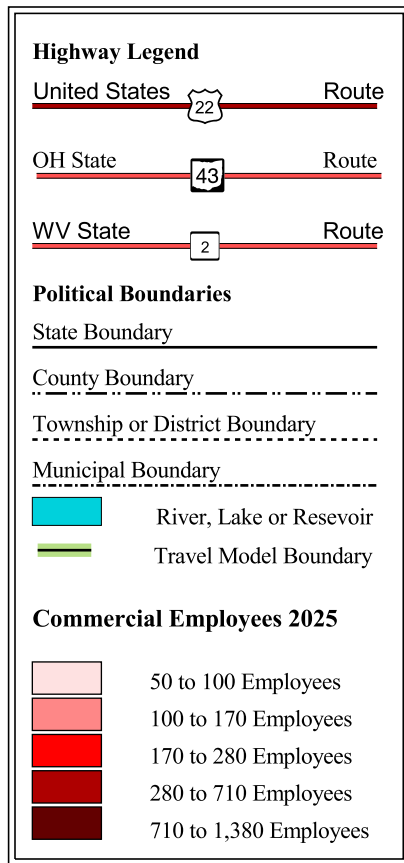 Highway Legend
United States Route
22
OH State Route
43
WV State Route
2
Political Boundaries
State Boundary
County Boundary
Township or District Boundary
Municipal Boundary
River, Lake or Resevoir
Travel Model Boundary
Commercial Employees 2025
50 to 100 Employees
100 to 170 Employees
170 to 280 Employees
280 to 710 Employees
710 to 1,380 Employees